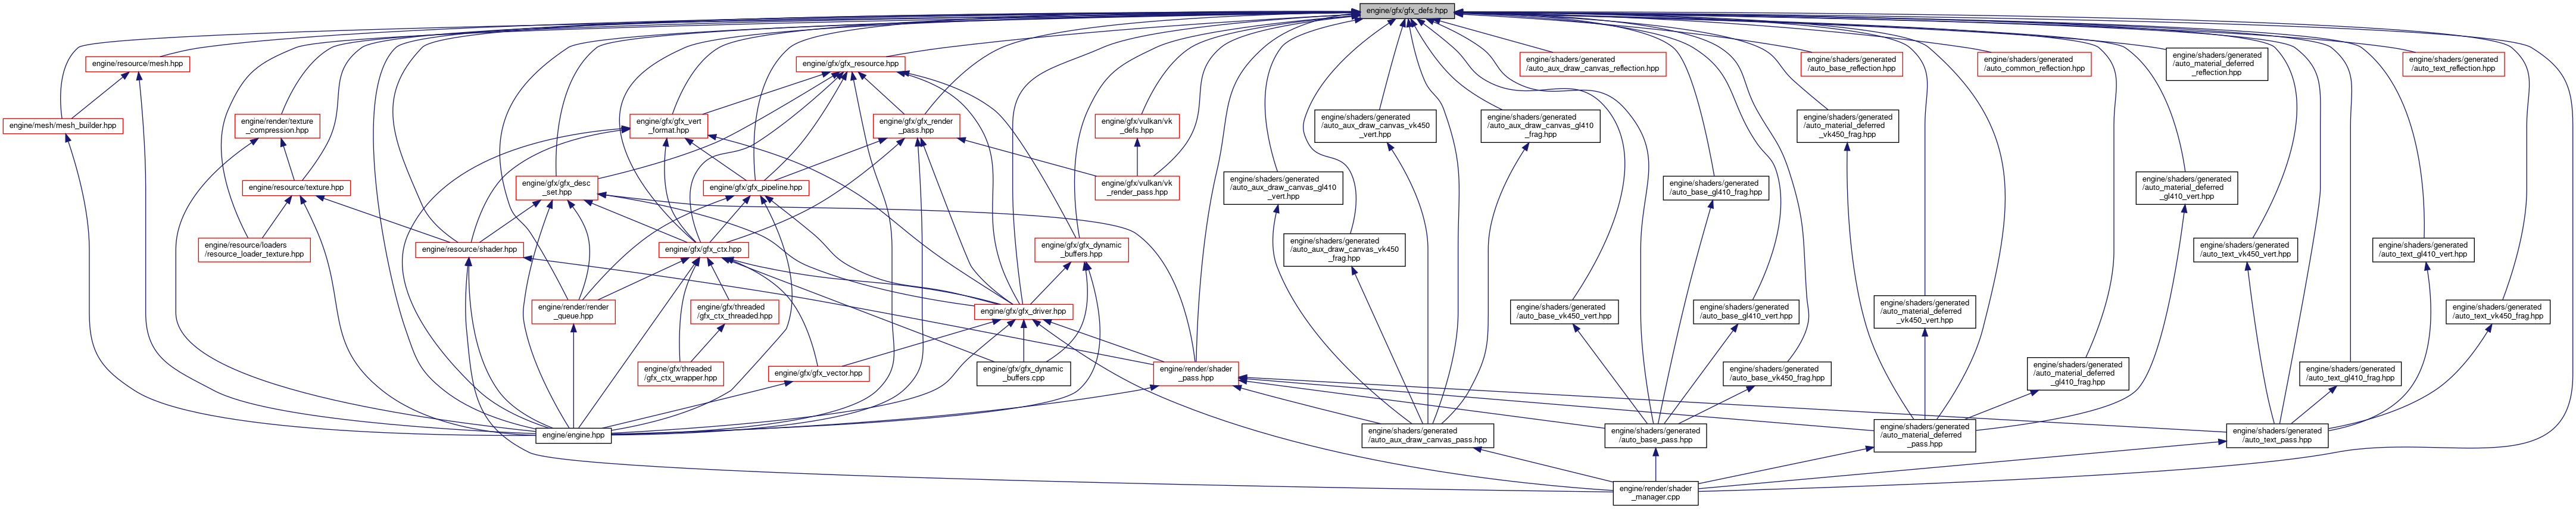 engine/gfx/gfx_defs.hpp
engine/resource/mesh.hpp
engine/gfx/gfx_resource.hpp
engine/shaders/generated
/auto_aux_draw_canvas_reflection.hpp
engine/shaders/generated
/auto_base_reflection.hpp
engine/shaders/generated
/auto_common_reflection.hpp
engine/shaders/generated
/auto_material_deferred
_reflection.hpp
engine/shaders/generated
/auto_text_reflection.hpp
engine/mesh/mesh_builder.hpp
engine/render/texture
_compression.hpp
engine/gfx/gfx_vert
_format.hpp
engine/gfx/gfx_render
_pass.hpp
engine/gfx/vulkan/vk
_defs.hpp
engine/shaders/generated
/auto_aux_draw_canvas_vk450
_vert.hpp
engine/shaders/generated
/auto_aux_draw_canvas_gl410
_frag.hpp
engine/shaders/generated
/auto_material_deferred
_vk450_frag.hpp
engine/resource/texture.hpp
engine/gfx/gfx_desc
_set.hpp
engine/gfx/gfx_pipeline.hpp
engine/gfx/vulkan/vk
_render_pass.hpp
engine/shaders/generated
/auto_aux_draw_canvas_gl410
_vert.hpp
engine/shaders/generated
/auto_base_gl410_frag.hpp
engine/shaders/generated
/auto_material_deferred
_gl410_vert.hpp
engine/resource/loaders
/resource_loader_texture.hpp
engine/resource/shader.hpp
engine/gfx/gfx_ctx.hpp
engine/gfx/gfx_dynamic
_buffers.hpp
engine/shaders/generated
/auto_aux_draw_canvas_vk450
_frag.hpp
engine/shaders/generated
/auto_text_vk450_vert.hpp
engine/shaders/generated
/auto_text_gl410_vert.hpp
engine/render/render
_queue.hpp
engine/gfx/threaded
/gfx_ctx_threaded.hpp
engine/gfx/gfx_driver.hpp
engine/shaders/generated
/auto_base_vk450_vert.hpp
engine/shaders/generated
/auto_base_gl410_vert.hpp
engine/shaders/generated
/auto_material_deferred
_vk450_vert.hpp
engine/shaders/generated
/auto_text_vk450_frag.hpp
engine/gfx/threaded
/gfx_ctx_wrapper.hpp
engine/gfx/gfx_vector.hpp
engine/gfx/gfx_dynamic
_buffers.cpp
engine/render/shader
_pass.hpp
engine/shaders/generated
/auto_base_vk450_frag.hpp
engine/shaders/generated
/auto_material_deferred
_gl410_frag.hpp
engine/shaders/generated
/auto_text_gl410_frag.hpp
engine/engine.hpp
engine/shaders/generated
/auto_aux_draw_canvas_pass.hpp
engine/shaders/generated
/auto_base_pass.hpp
engine/shaders/generated
/auto_material_deferred
_pass.hpp
engine/shaders/generated
/auto_text_pass.hpp
engine/render/shader
_manager.cpp